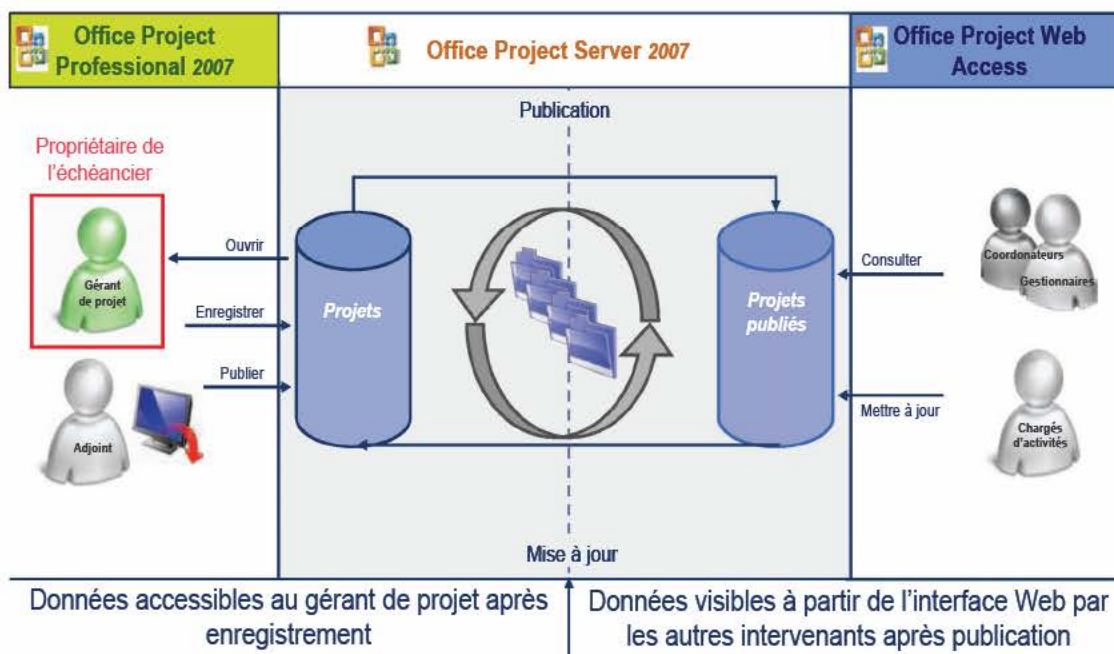 Office Project
Professional 2007
Office Project Server 2007
Office Project Web
Access
Publication
Propriétaire de
l'échéancier
Gérant
de projet
Adjoint
Ouvrir
Enregistrer
Publier
Projets
Projets
publiés
Consulter
Mettre à jour
Coordonateurs
Gestionnaires
Chargés
d'activités
Mise à jour
Données accessibles au gérant de projet après
enregistrement
Données visibles à partir de l'interface Web par
les autres intervenants après publication